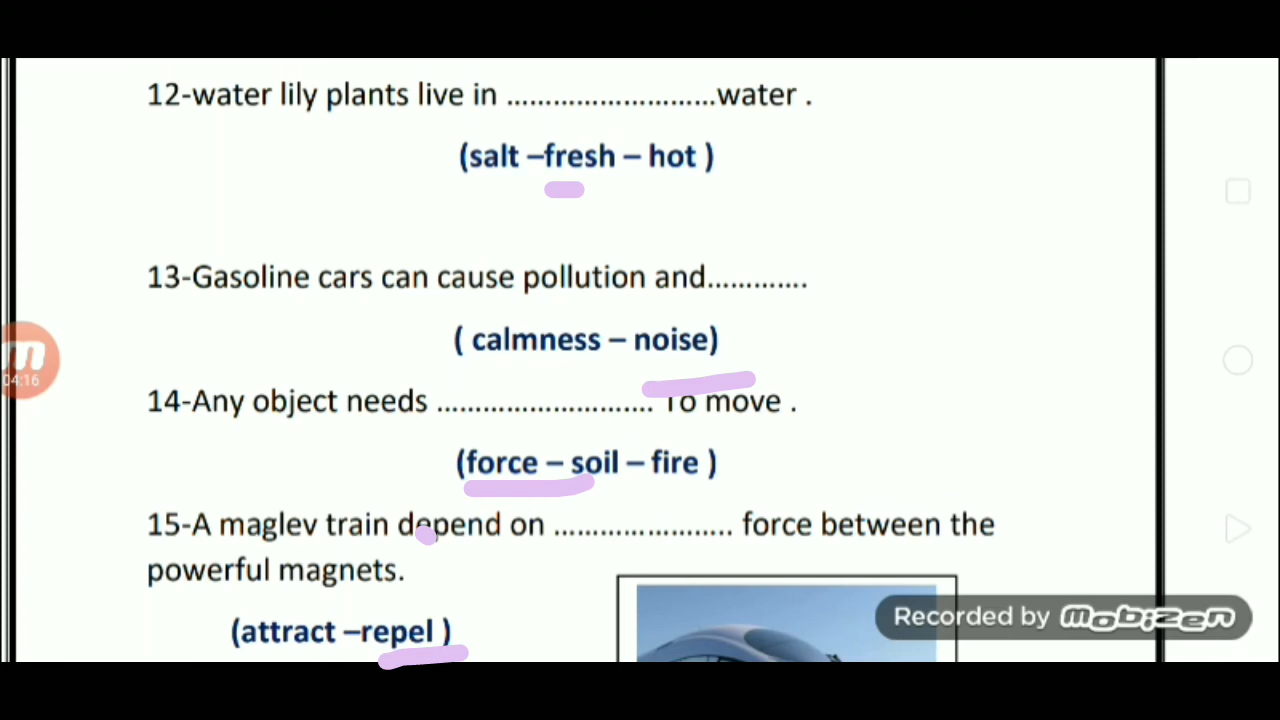 12-water lily plants live in ………………………water .
(salt –fresh – hot )
13-Gasoline cars can cause pollution and………….
( calmness – noise)
14-Any object needs ………………………. To move .
(force – soil – fire )
15-A maglev train depend on ………………….. force between the
powerful magnets.
(attract –repel )
04:16
Recorded by mobizen